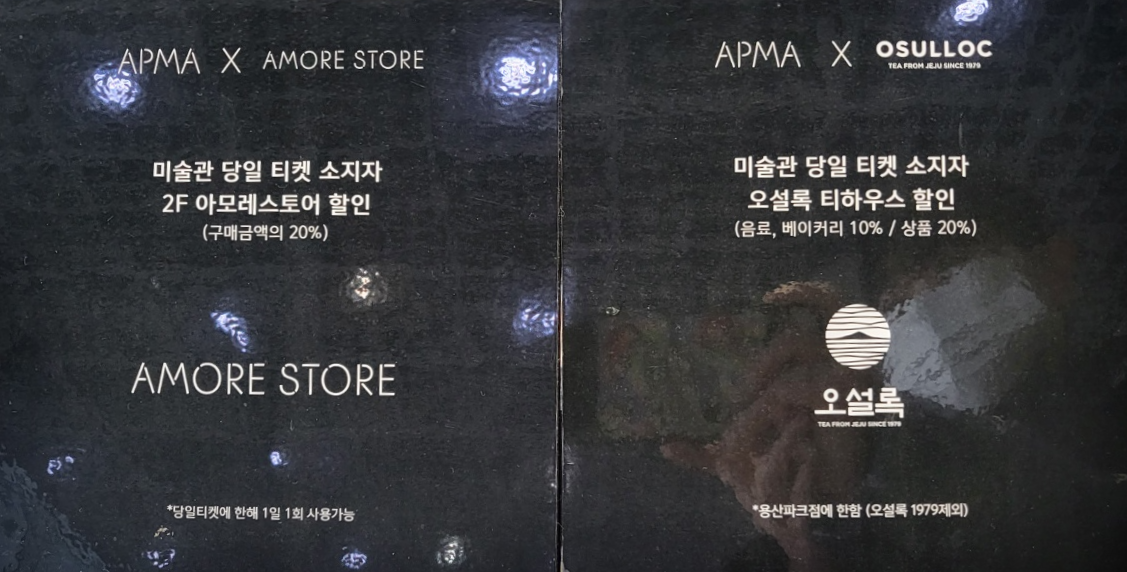 APMA X AMORE STORE
미술관 당일 티켓 소지자
2F 아모레스토어 할인
(구매금액의 20%)
AMORE STORE
*당일티켓에 한해 1일 1회 사용가능
APMA X OSULLOC
TEA FROM JEJU SINCE 1979
미술관 당일 티켓 소지자
오설록 티하우스 할인
(음료, 베이커리 10% / 상품 20%)
오설록
TEA FROM JEJU SINCE 1979
*용산파크점에 한함 (오설록 1979제외)